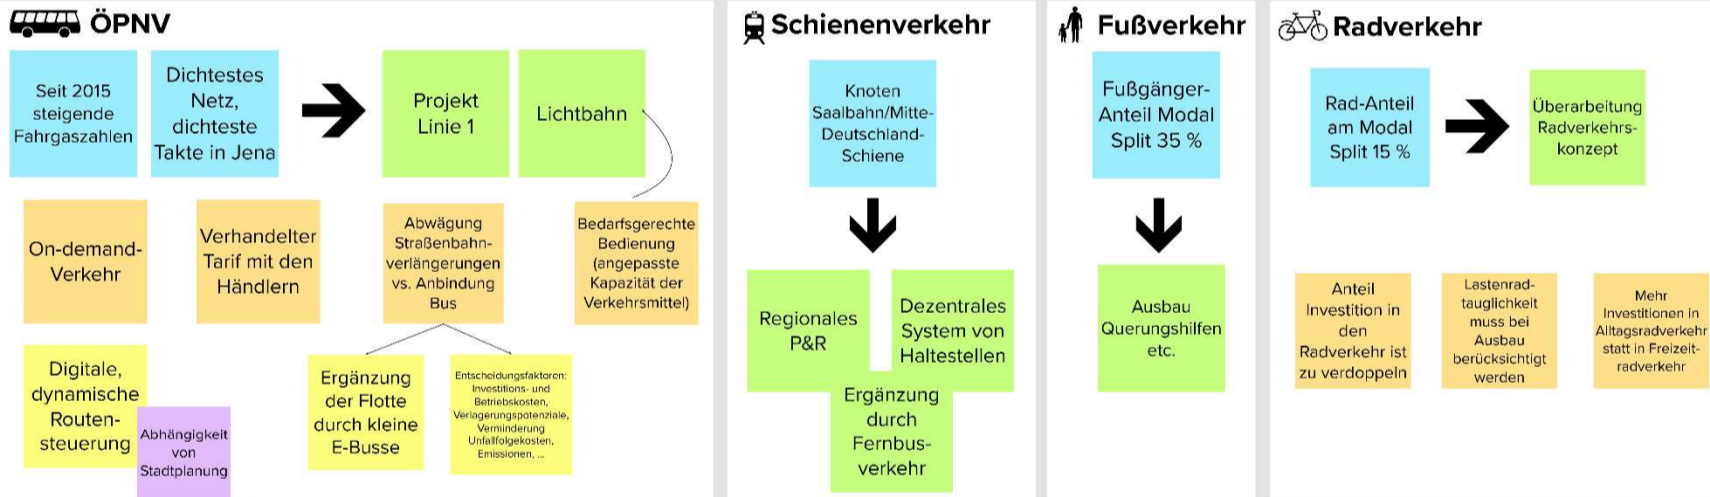 ÖPNV
Seit 2015
steigende
Fahrgaszahlen
Dichtestes
Netz,
dichteste
Takte in Jena
Projekt
Linie 1
Lichtbahn
On-demand-
Verkehr
Verhandelter
Tarif mit den
Händlern
Abwägung
Straßenbahn-
verlängerungen
vs. Anbindung
Bus
Bedarfsgerechte
Bedienung
(angepasste
Kapazität der
Verkehrsmittel)
Digitale,
dynamische
Routen-
steuerung
Abhängigkeit
von
Stadtplanung
Ergänzung
der Flotte
durch kleine
E-Busse
Entscheidungsfaktoren:
Investitions- und
Betriebskosten,
Verlagerungspotenziale,
Verminderung
Unfallfolgekosten,
Emissionen, ...
Schienenverkehr
Knoten
Saalbahn/Mitte-
Deutschland-
Schiene
Regionales
P&R
Dezentrales
System von
Haltestellen
Ergänzung
durch
Fernbus-
verkehr
Fußverkehr
Fußgänger-
Anteil Modal
Split 35 %
Ausbau
Querungshilfen
etc.
Radverkehr
Rad-Anteil
am Modal
Split 15 %
Überarbeitung
Radverkehrs-
konzept
Anteil
Investition in
den
Radverkehr ist
zu verdoppeln
Lastenrad-
tauglichkeit
muss bei
Ausbau
berücksichtigt
werden
Mehr
Investitionen in
Alltagsradverkehr
statt in Freizeit-
radverkehr